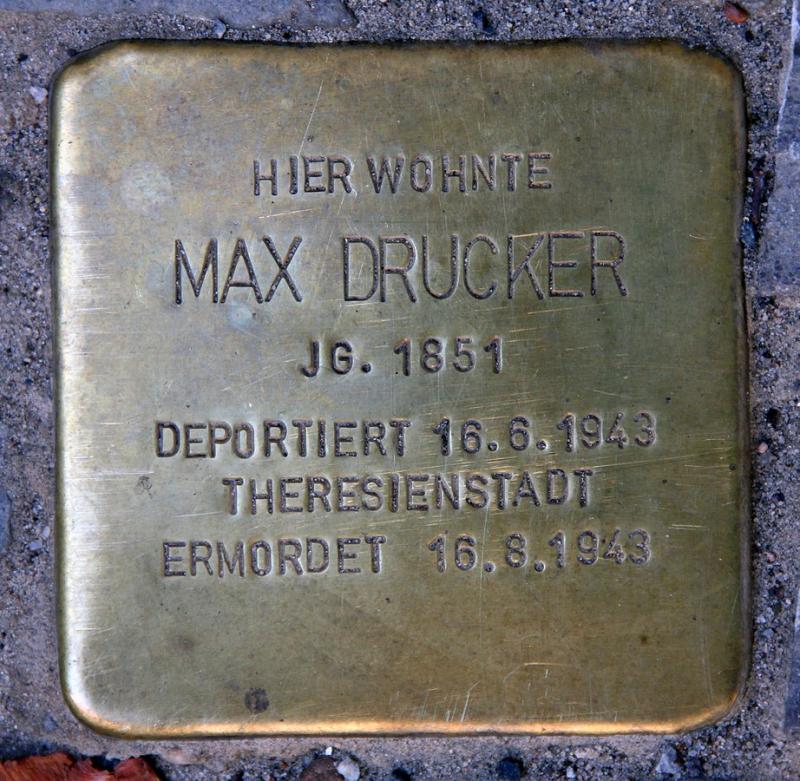 HIER WOHNTE
MAX DRUCKER
JG. 1851
DEPORTIERT 16.6.1943
THERESIENSTADT
ERMORDET 16.8.1943